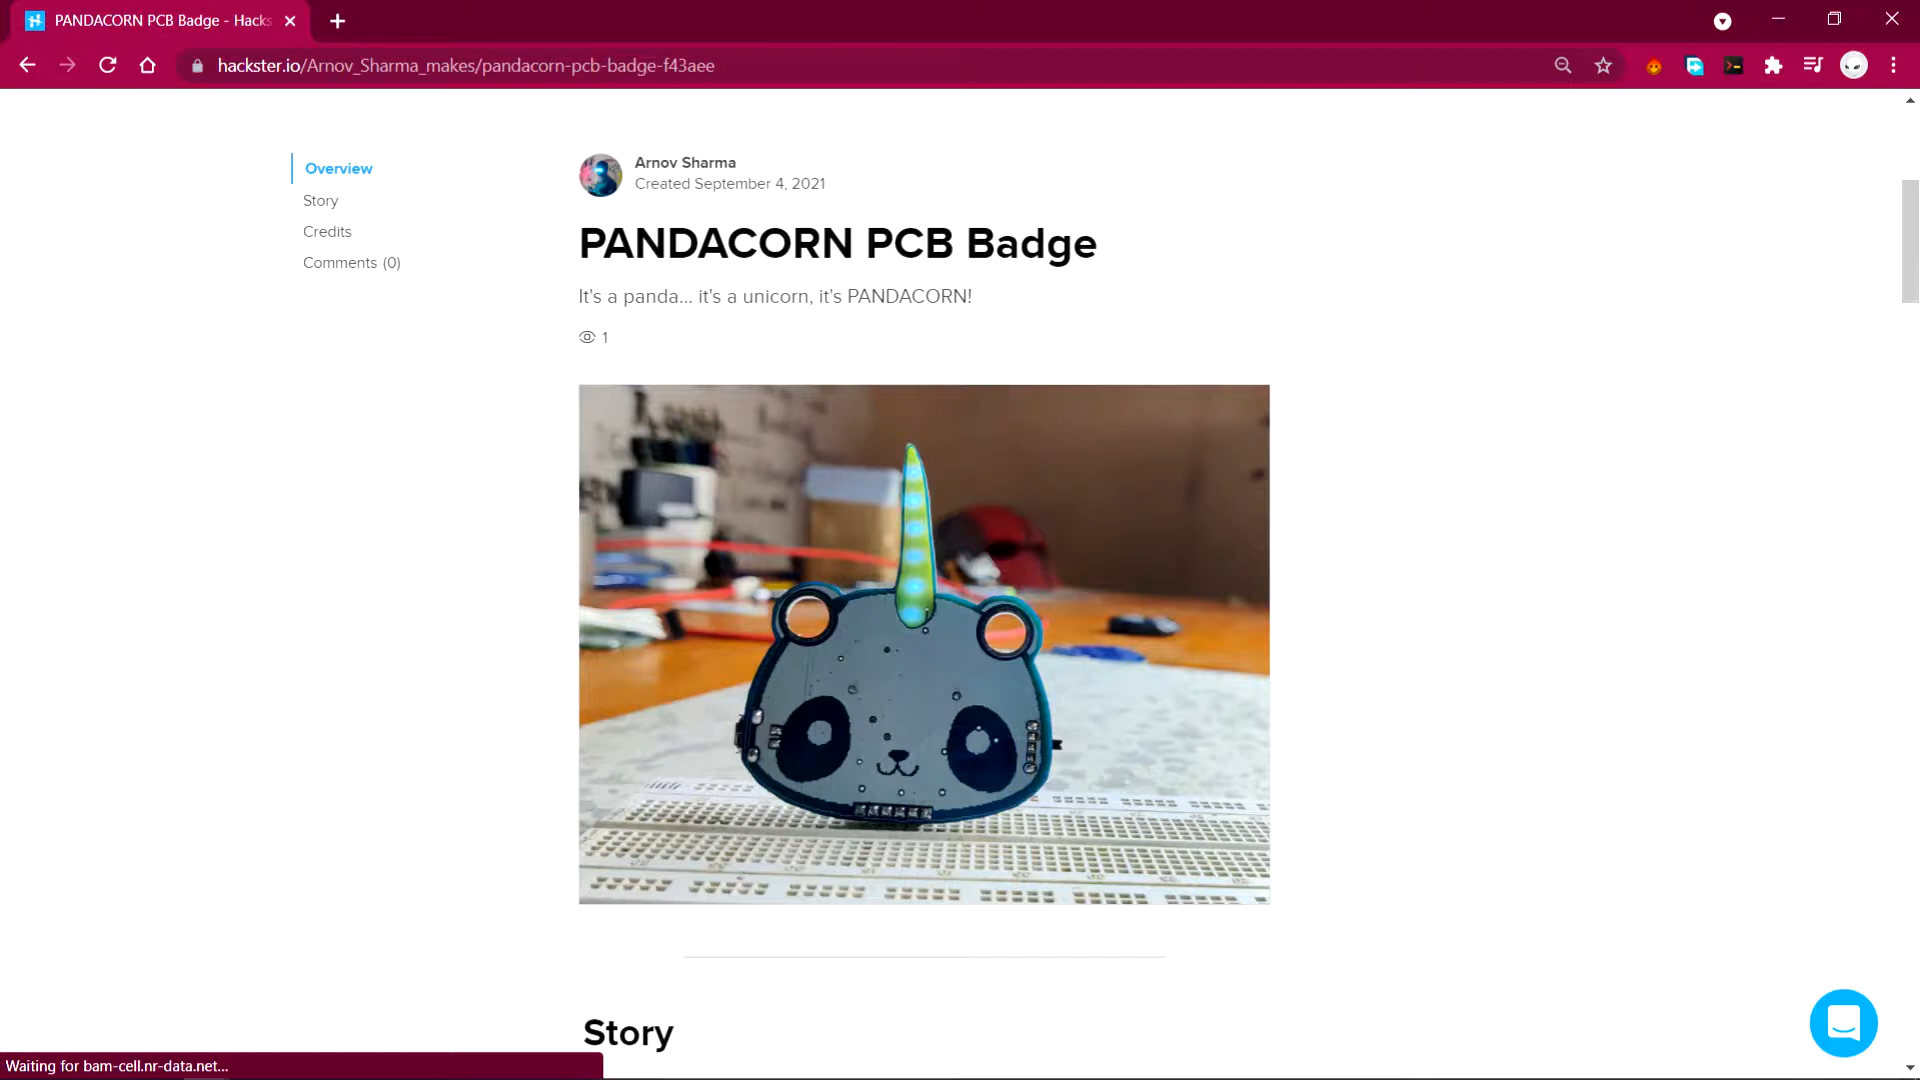 PANDACORN PCB Badge - Hacks
hackster.io/Arnov_Sharma_makes/pandacorn-pcb-badge-f43aee
Overview
Story
Credits
Comments (0)
Arnov Sharma
Created September 4, 2021
PANDACORN PCB Badge
It's a panda... it's a unicorn, it's PANDACORN!
1
Story
Waiting for bam-cell.nr-data.net...